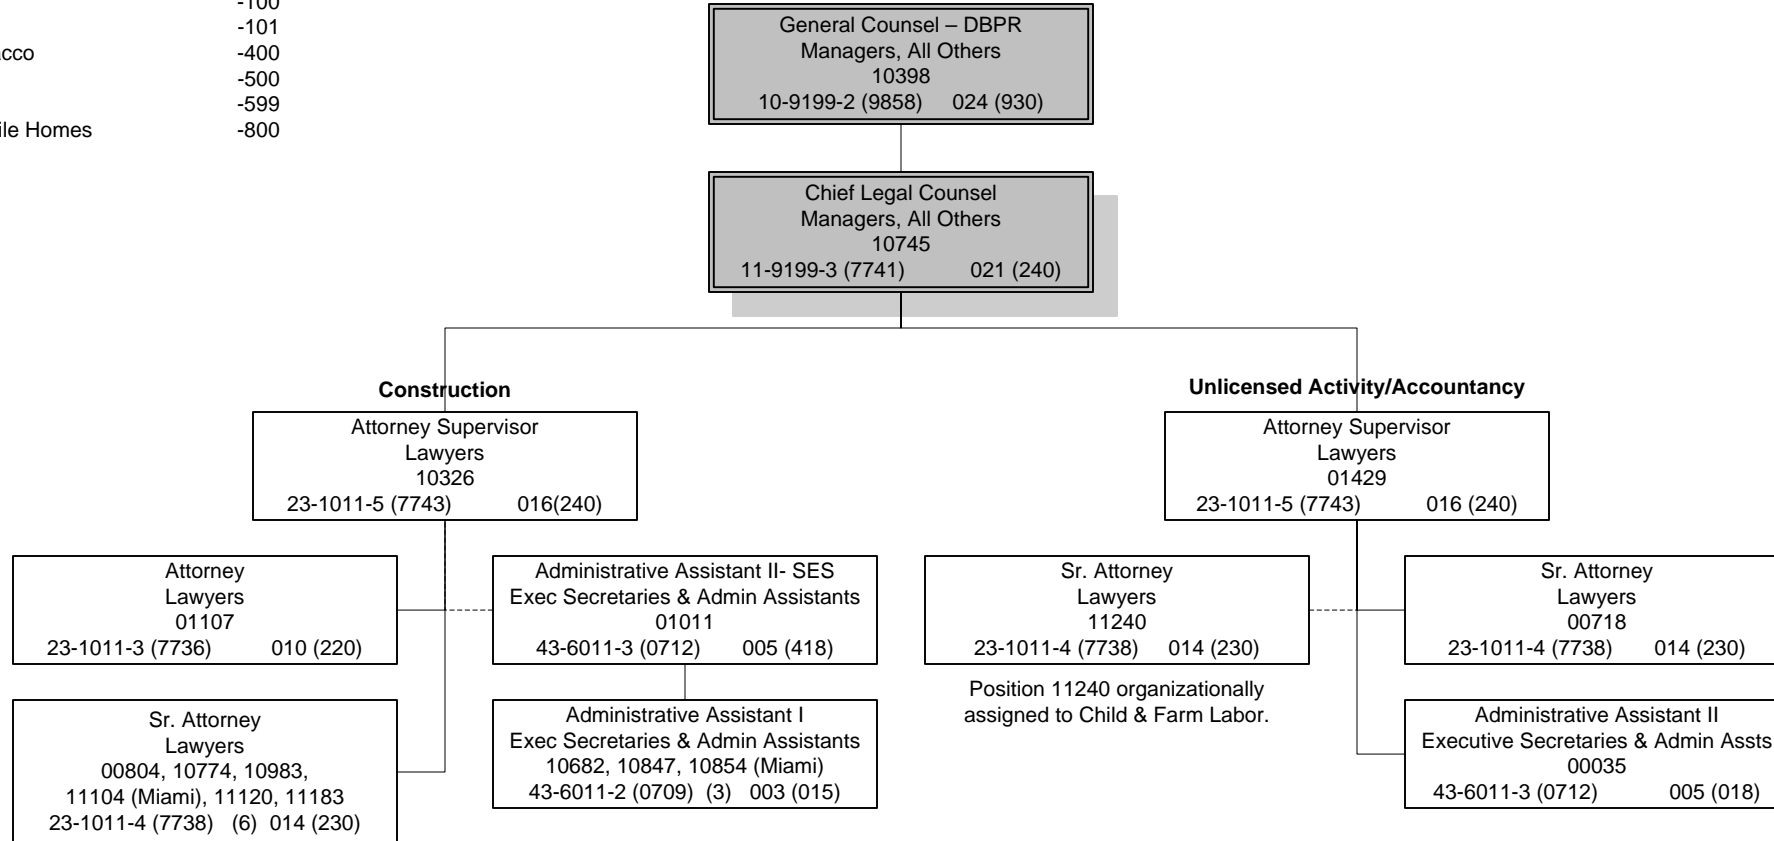 -100
-101
acco -400
-500
-599
ile Homes -800
General Counsel – DBPR
Managers, All Others
10398
10-9199-2 (9858) 024 (930)
Chief Legal Counsel
Managers, All Others
10745
11-9199-3 (7741) 021 (240)
Construction
Attorney Supervisor
Lawyers
10326
23-1011-5 (7743) 016(240)
Attorney
Lawyers
01107
23-1011-3 (7736) 010 (220)
Administrative Assistant II- SES
Exec Secretaries & Admin Assistants
01011
43-6011-3 (0712) 005 (418)
Sr. Attorney
Lawyers
00804, 10774, 10983,
11104 (Miami), 11120, 11183
23-1011-4 (7738) (6) 014 (230)
Administrative Assistant I
Exec Secretaries & Admin Assistants
10682, 10847, 10854 (Miami)
43-6011-2 (0709) (3) 003 (015)
Unlicensed Activity/Accountancy
Attorney Supervisor
Lawyers
01429
23-1011-5 (7743) 016 (240)
Sr. Attorney
Lawyers
11240
23-1011-4 (7738) 014 (230)
Position 11240 organizationally
assigned to Child & Farm Labor.
Sr. Attorney
Lawyers
00718
23-1011-4 (7738) 014 (230)
Administrative Assistant II
Executive Secretaries & Admin Assts
00035
43-6011-3 (0712) 005 (018)